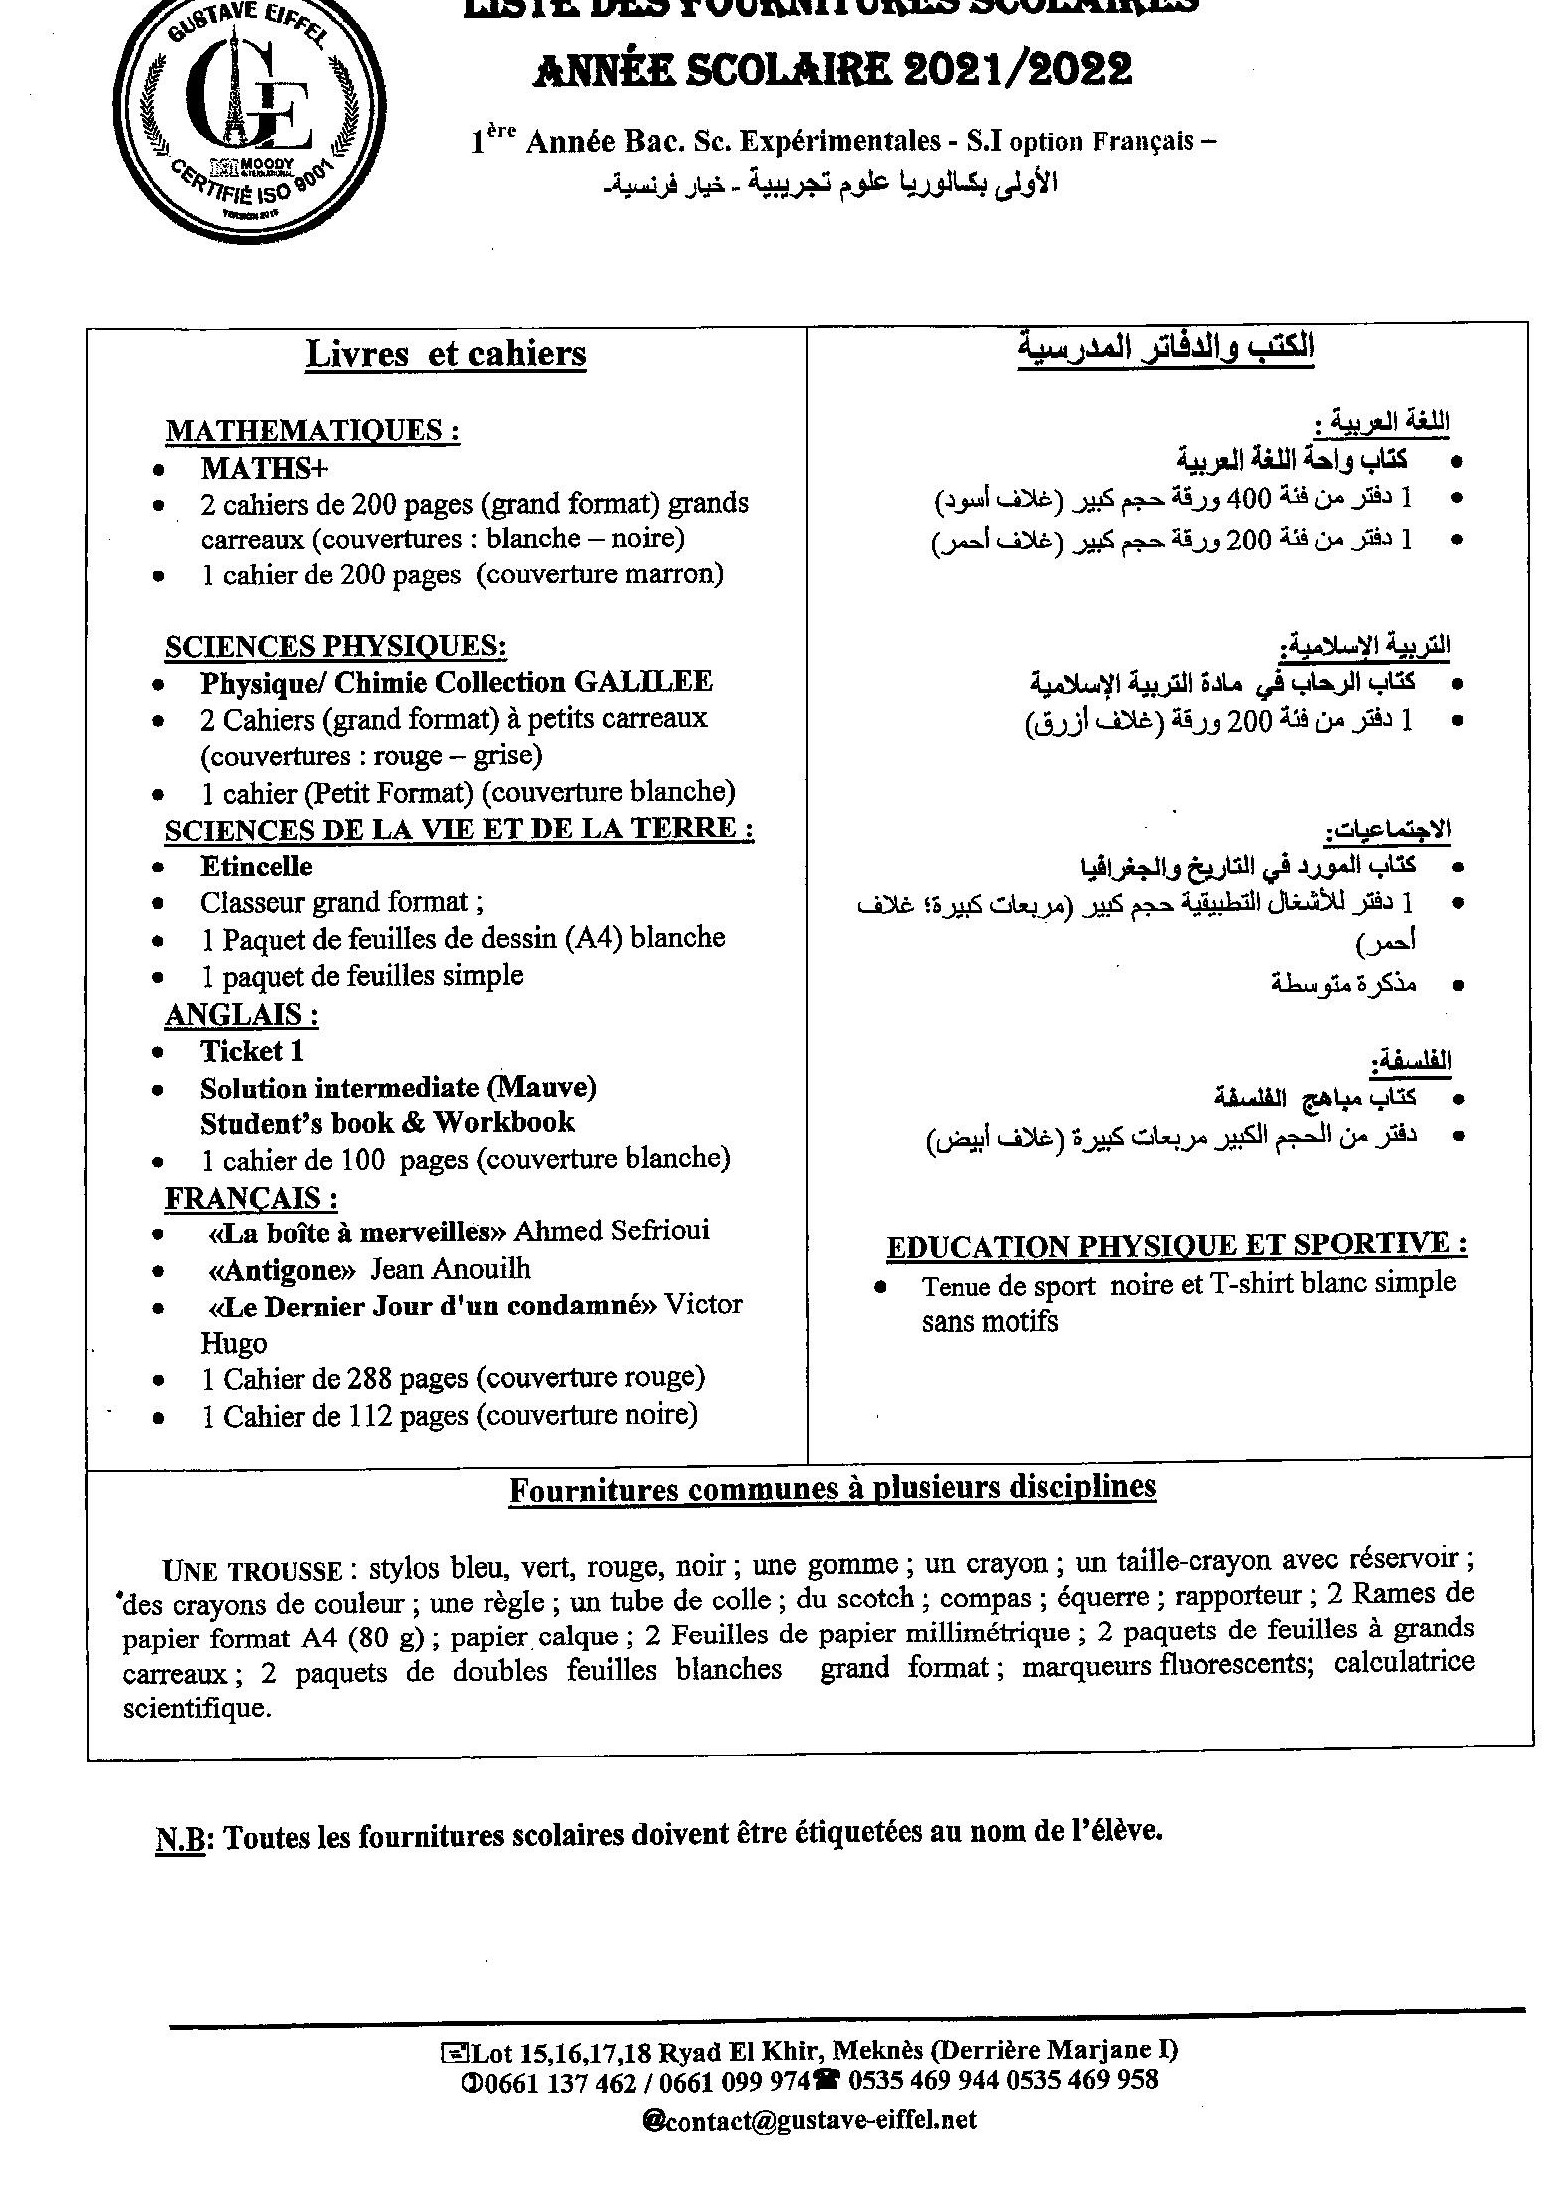 GUSTAVE EIFFEL
GE
MOODY
INTERNATIONAL
CERTIFIÉ ISO 9001
VERSION 2015
LISTE DES FOURNITURES SCOLAIRES
ANNÉE SCOLAIRE 2021/2022
1ère Année Bac. Sc. Expérimentales - S.I option Français –
الأولى بكالوريا علوم تجريبية - خيار فرنسية-
Livres et cahiers
MATHEMATIQUES :
• MATHS+
• 2 cahiers de 200 pages (grand format) grands
carreaux (couvertures : blanche – noire)
• 1 cahier de 200 pages (couverture marron)
SCIENCES PHYSIQUES:
• Physique/ Chimie Collection GALILEE
• 2 Cahiers (grand format) à petits carreaux
(couvertures : rouge – grise)
• 1 cahier (Petit Format) (couverture blanche)
SCIENCES DE LA VIE ET DE LA TERRE :
• Etincelle
• Classeur grand format ;
• 1 Paquet de feuilles de dessin (A4) blanche
• 1 paquet de feuilles simple
ANGLAIS :
• Ticket 1
• Solution intermediate (Mauve)
Student's book & Workbook
• 1 cahier de 100 pages (couverture blanche)
FRANÇAIS :
• «La boîte à merveilles» Ahmed Sefrioui
• «Antigone» Jean Anouilh
• «Le Dernier Jour d'un condamné» Victor
Hugo
• 1 Cahier de 288 pages (couverture rouge)
• 1 Cahier de 112 pages (couverture noire)
الكتب والدفاتر المدرسية
اللغة العربية :
• كتاب واحة اللغة العربية
• 1 دفتر من فئة 400 ورقة حجم كبير (غلاف أسود)
• 1 دفتر من فئة 200 ورقة حجم كبير (غلاف أحمر)
التربية الإسلامية:
• كتاب الرحاب في مادة التربية الإسلامية
• 1 دفتر من فئة 200 ورقة (غلاف أزرق)
الاجتماعيات:
• كتاب المورد في التاريخ والجغرافيا
• 1 دفتر للأشغال التطبيقية حجم كبير (مربعات كبيرة؛ غلاف
أحمر)
• مذكرة متوسطة
الفلسفة:
• كتاب مباهج الفلسفة
• دفتر من الحجم الكبير مربعات كبيرة (غلاف أبيض)
EDUCATION PHYSIQUE ET SPORTIVE :
• Tenue de sport noire et T-shirt blanc simple
sans motifs
Fournitures communes à plusieurs disciplines
UNE TROUSSE : stylos bleu, vert, rouge, noir ; une gomme ; un crayon ; un taille-crayon avec réservoir ;
des crayons de couleur ; une règle ; un tube de colle ; du scotch ; compas ; équerre ; rapporteur ; 2 Rames de
papier format A4 (80 g) ; papier calque ; 2 Feuilles de papier millimétrique ; 2 paquets de feuilles à grands
carreaux ; 2 paquets de doubles feuilles blanches grand format ; marqueurs fluorescents; calculatrice
scientifique.
N.B: Toutes les fournitures scolaires doivent être étiquetées au nom de l'élève.
Lot 15,16,17,18 Ryad El Khir, Meknès (Derrière Marjane I)
0661 137 462 / 0661 099 974☎ 0535 469 944 0535 469 958
@contact@gustave-eiffel.net